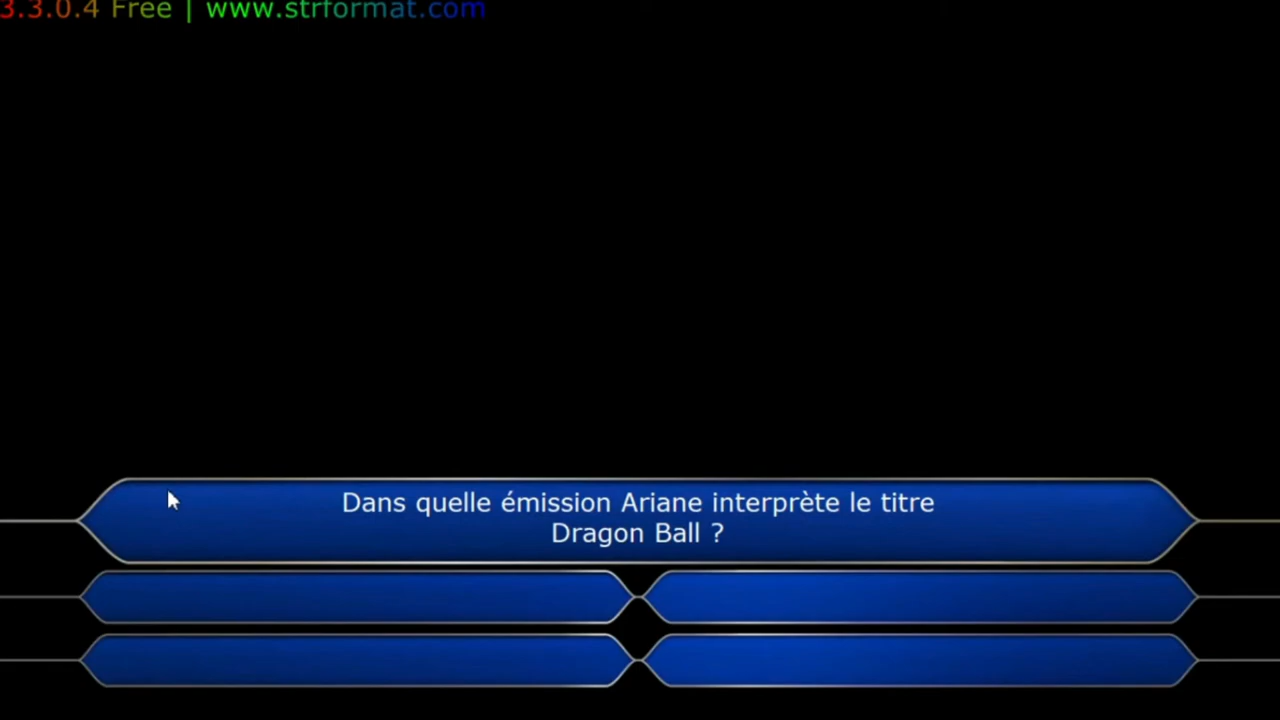 3.3.0.4 Free | www.strformat.com
Dans quelle émission Ariane interprète le titre
Dragon Ball ?